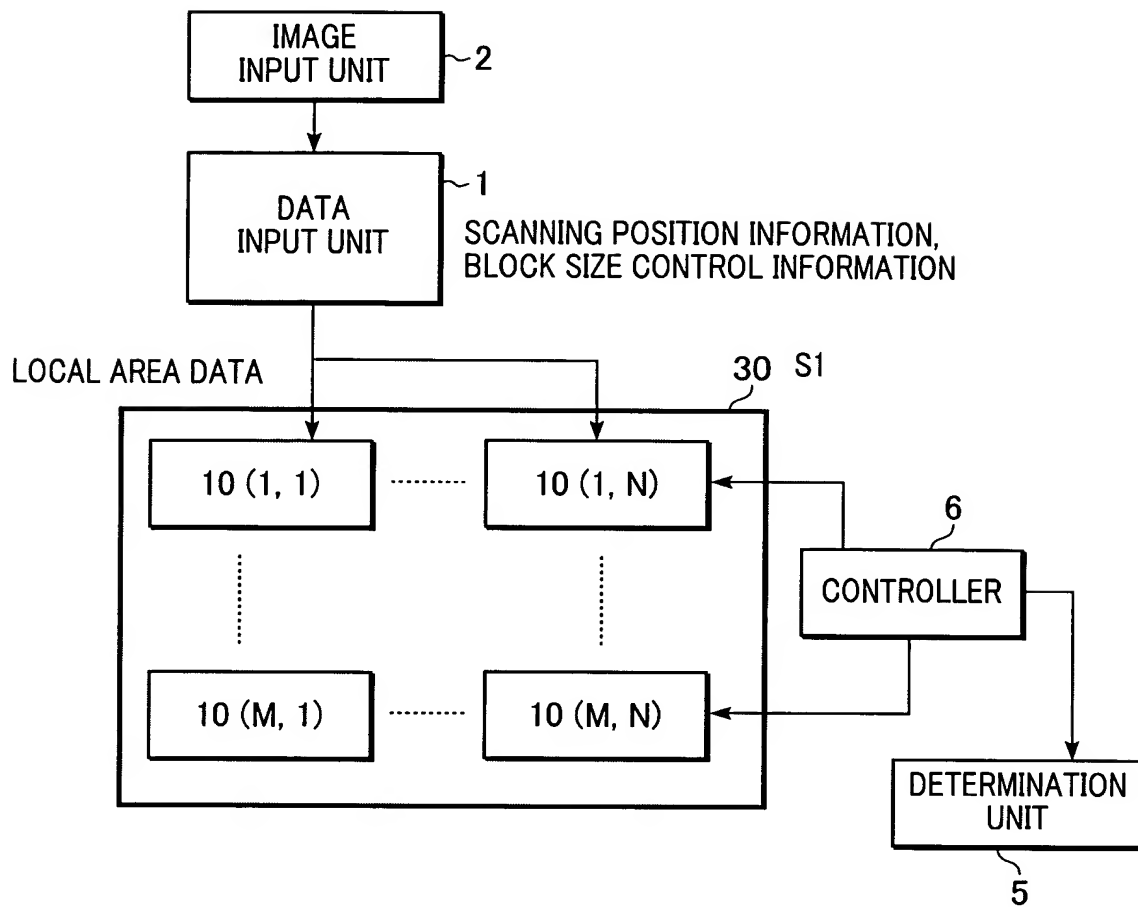 IMAGE
INPUT UNIT
2
1
DATA
INPUT UNIT
SCANNING POSITION INFORMATION,
BLOCK SIZE CONTROL INFORMATION
LOCAL AREA DATA
30 S1
10 (1, 1)
10 (1, N)
6
CONTROLLER
10 (M, 1)
10 (M, N)
DETERMINATION
UNIT
5